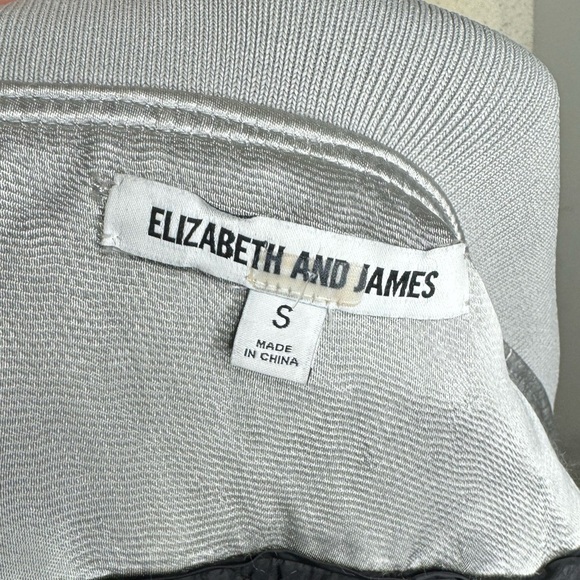 ELIZABETH AND JAMES
S
MADE
IN CHINA